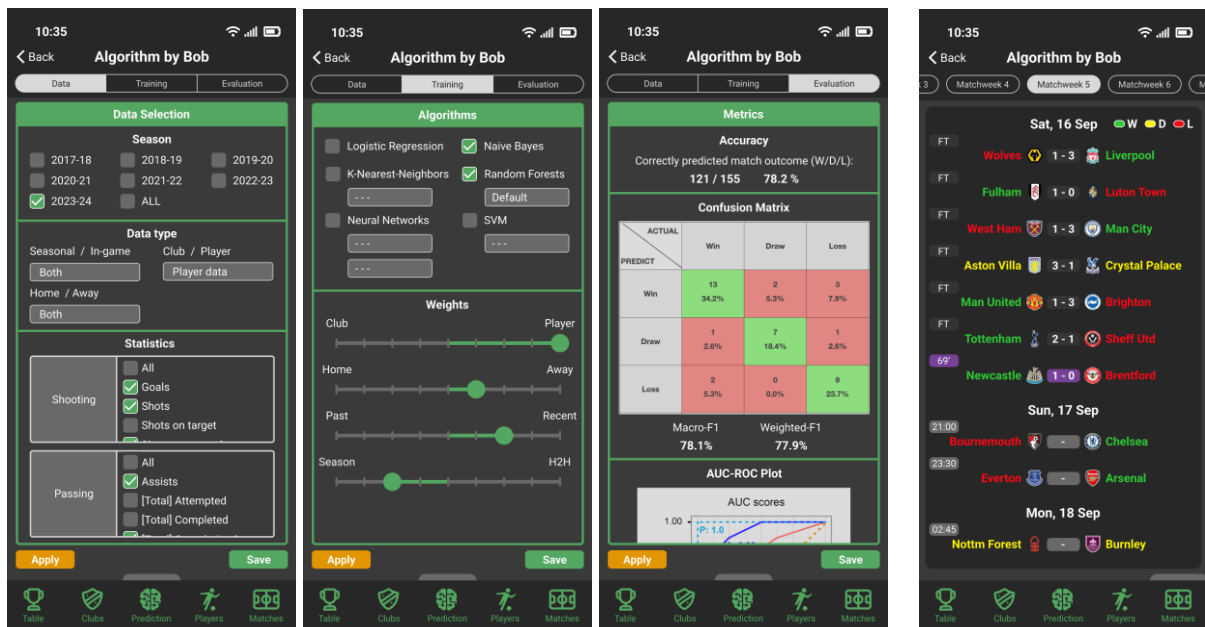 10:35
Back Algorithm by Bob
Data Training Evaluation
Data Selection
Season
2017-18 2018-19 2019-20
2020-21 2021-22 2022-23
2023-24 ALL
Data type
Seasonal / In-game Club / Player
Both Player data
Home / Away
Both
Statistics
Shooting
All
Goals
Shots
Shots on target
Passing
All
Assists
[Total] Attempted
[Total] Completed
Apply Save
Table Clubs Prediction Players Matches
10:35
Back Algorithm by Bob
Data Training Evaluation
Algorithms
Logistic Regression Naive Bayes
K-Nearest-Neighbors Random Forests
--- Default
Neural Networks SVM
--- ---
---
Weights
Club Player
Home Away
Past Recent
Season H2H
Apply Save
Table Clubs Prediction Players Matches
10:35
Back Algorithm by Bob
Data Training Evaluation
Metrics
Accuracy
Correctly predicted match outcome (W/D/L):
121 / 155 78.2 %
Confusion Matrix
ACTUAL
PREDICT
Win Draw Loss
Win 13 2 3
34.2% 5.3% 7.9%
Draw 1 7 1
2.6% 18.4% 2.6%
Loss 2 0 9
5.3% 0.0% 23.7%
Macro-F1 Weighted-F1
78.1% 77.9%
AUC-ROC Plot
AUC scores
1.00
P: 1.0
Apply Save
Table Clubs Prediction Players Matches
10:35
Back Algorithm by Bob
3 Matchweek 4 Matchweek 5 Matchweek 6 M
Sat, 16 Sep W D L
FT
Wolves 1 - 3 Liverpool
FT
Fulham 1 - 0 Luton Town
FT
West Ham 1 - 3 Man City
FT
Aston Villa 3 - 1 Crystal Palace
FT
Man United 1 - 3 Brighton
FT
Tottenham 2 - 1 Sheff Utd
69'
Newcastle 1 - 0 Brentford
Sun, 17 Sep
21:00
Bournemouth - Chelsea
23:30
Everton - Arsenal
Mon, 18 Sep
02:45
Nottm Forest - Burnley
Table Clubs Prediction Players Matches